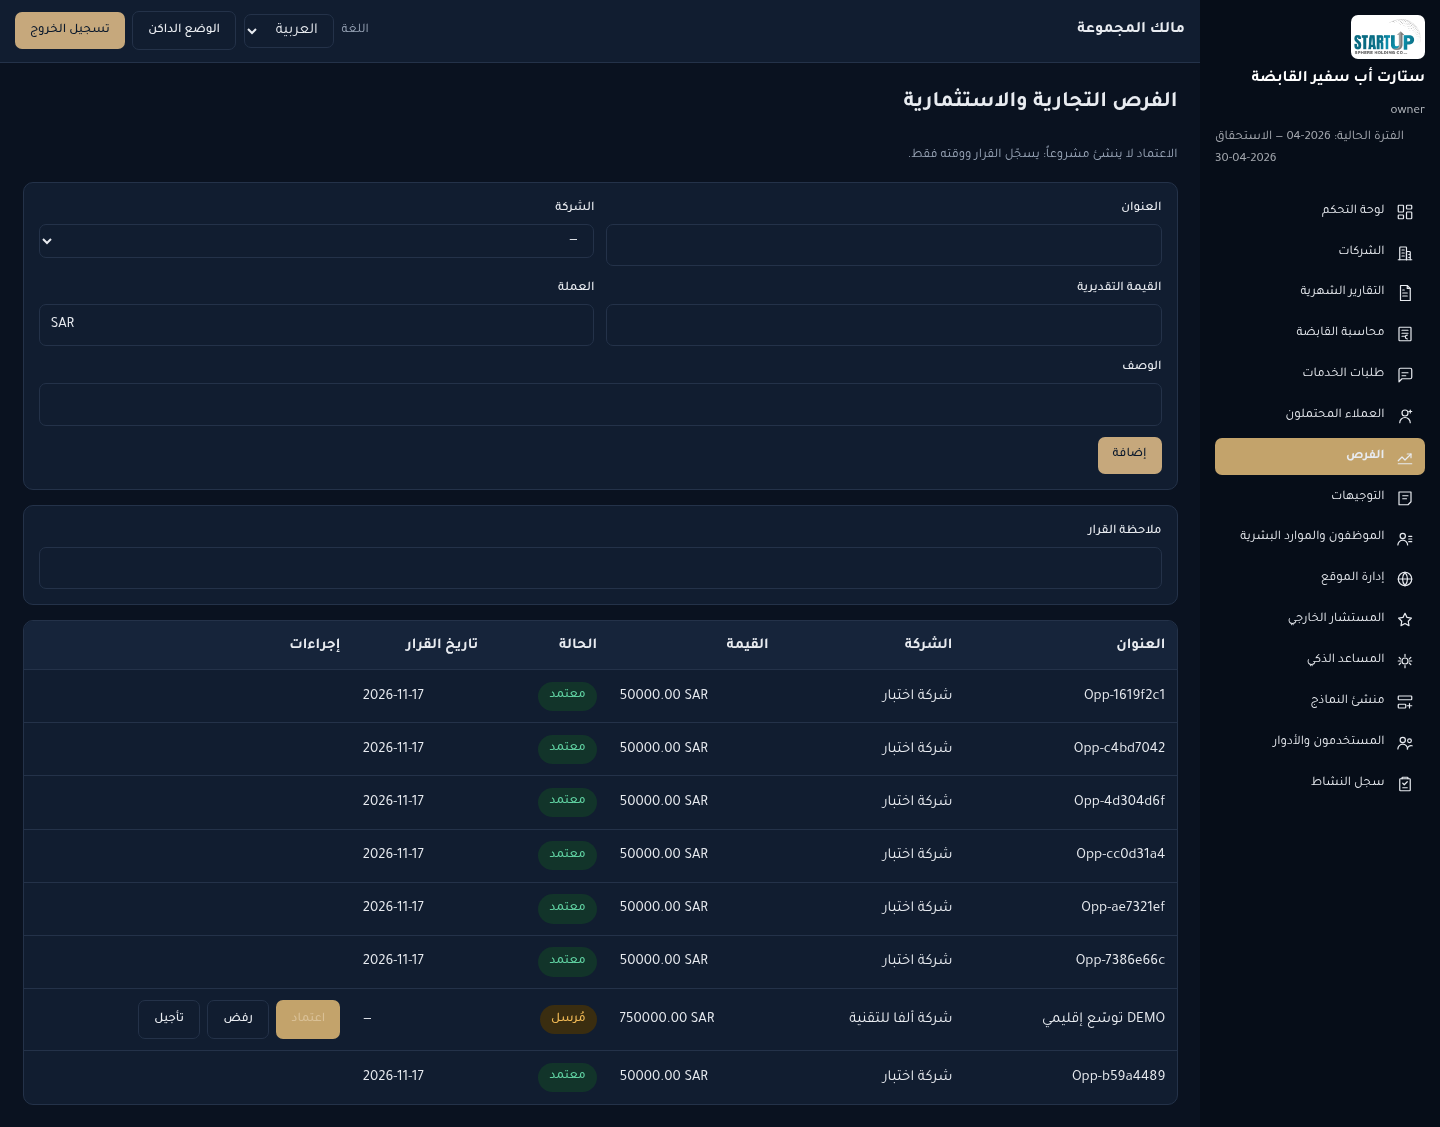 STARTUP
SPHERE HOLDING CO...
ستارت أب سفير القابضة
owner
الفترة الحالية: 2026-04 — الاستحقاق
2026-04-30
لوحة التحكم
الشركات
التقارير الشهرية
محاسبة القابضة
طلبات الخدمات
العملاء المحتملون
الفرص
التوجيهات
الموظفون والموارد البشرية
إدارة الموقع
المستشار الخارجي
المساعد الذكي
منشئ النماذج
المستخدمون والأدوار
سجل النشاط
مالك المجموعة
اللغة
العربية
الوضع الداكن
تسجيل الخروج
الفرص التجارية والاستثمارية
الاعتماد لا ينشئ مشروعاً: يسجّل القرار ووقته فقط.
العنوان
الشركة
—
القيمة التقديرية
العملة
SAR
الوصف
إضافة
ملاحظة القرار
العنوان الشركة القيمة الحالة تاريخ القرار إجراءات
Opp-1619f2c1 شركة اختبار 50000.00 SAR معتمد 2026-11-17
Opp-c4bd7042 شركة اختبار 50000.00 SAR معتمد 2026-11-17
Opp-4d304d6f شركة اختبار 50000.00 SAR معتمد 2026-11-17
Opp-cc0d31a4 شركة اختبار 50000.00 SAR معتمد 2026-11-17
Opp-ae7321ef شركة اختبار 50000.00 SAR معتمد 2026-11-17
Opp-7386e66c شركة اختبار 50000.00 SAR معتمد 2026-11-17
DEMO توسّع إقليمي شركة ألفا للتقنية 750000.00 SAR مُرسل — اعتماد رفض تأجيل
Opp-b59a4489 شركة اختبار 50000.00 SAR معتمد 2026-11-17